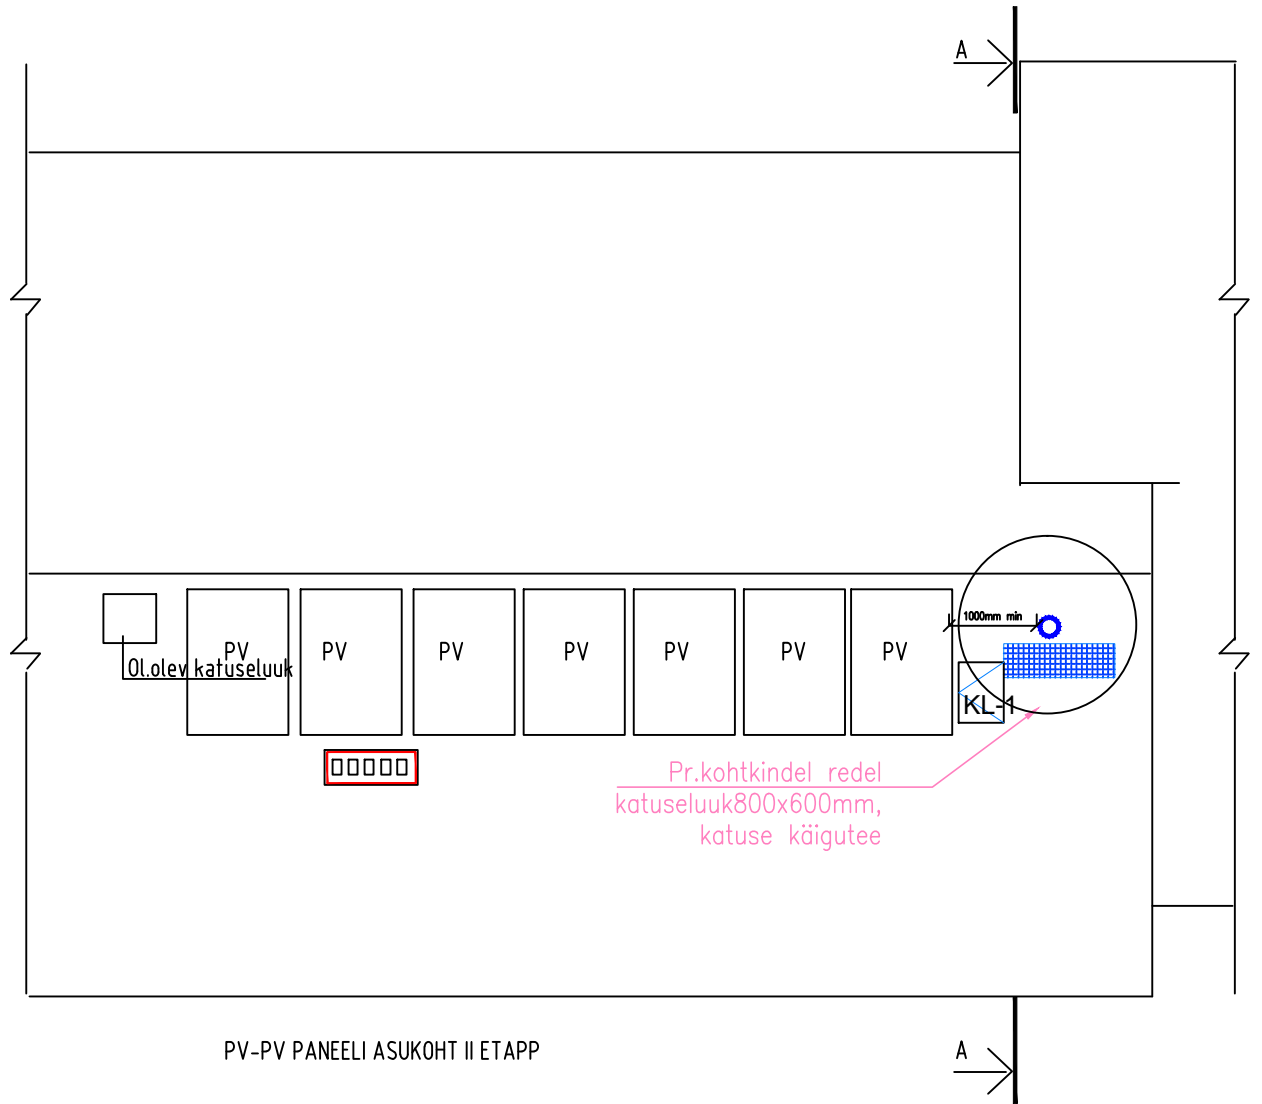 A
1000mm min
PV
PV
PV
PV
PV
PV
PV
Ol.olev katuseluuk
KL-1
Pr.kohtkindel redel
katuseluuk800x600mm,
katuse käigutee
PV-PV PANEELI ASUKOHT II ETAPP
A